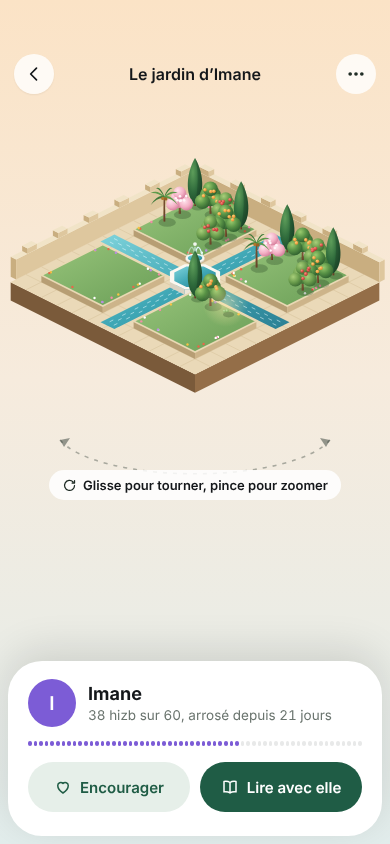 Le jardin d’Imane
Glisse pour tourner, pince pour zoomer
I
Imane
38 hizb sur 60, arrosé depuis 21 jours
Encourager
Lire avec elle